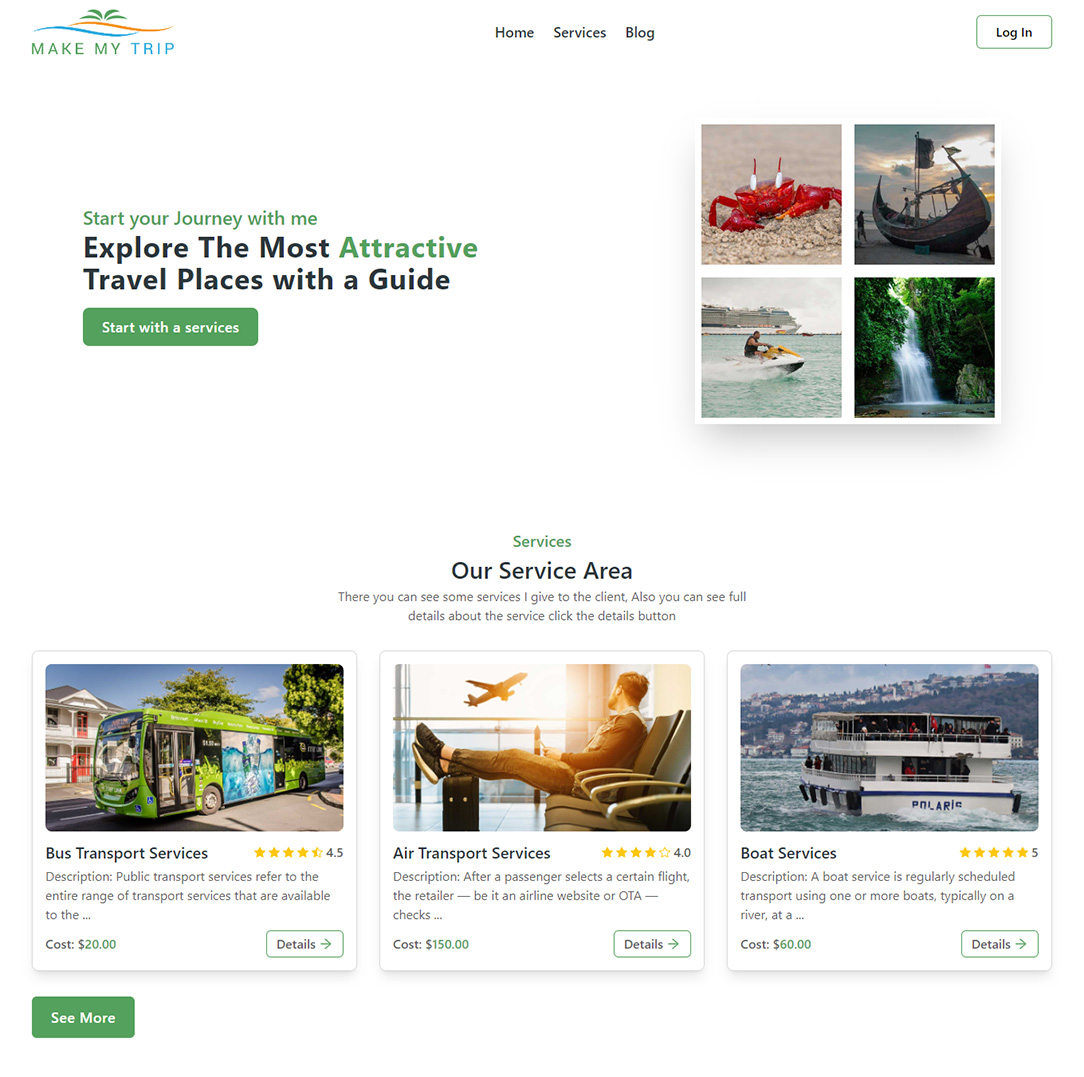 MAKE MY TRIP
Home Services Blog
Log In
Start your Journey with me
Explore The Most Attractive
Travel Places with a Guide
Start with a services
Services
Our Service Area
There you can see some services I give to the client, Also you can see full
details about the service click the details button
Bus Transport Services 4.5
Description: Public transport services refer to the
entire range of transport services that are available
to the ...
Cost: $20.00
Details
POLARİS
Air Transport Services 4.0
Description: After a passenger selects a certain flight,
the retailer — be it an airline website or OTA —
checks ...
Cost: $150.00
Details
Boat Services 5
Description: A boat service is regularly scheduled
transport using one or more boats, typically on a
river, at a ...
Cost: $60.00
Details
See More